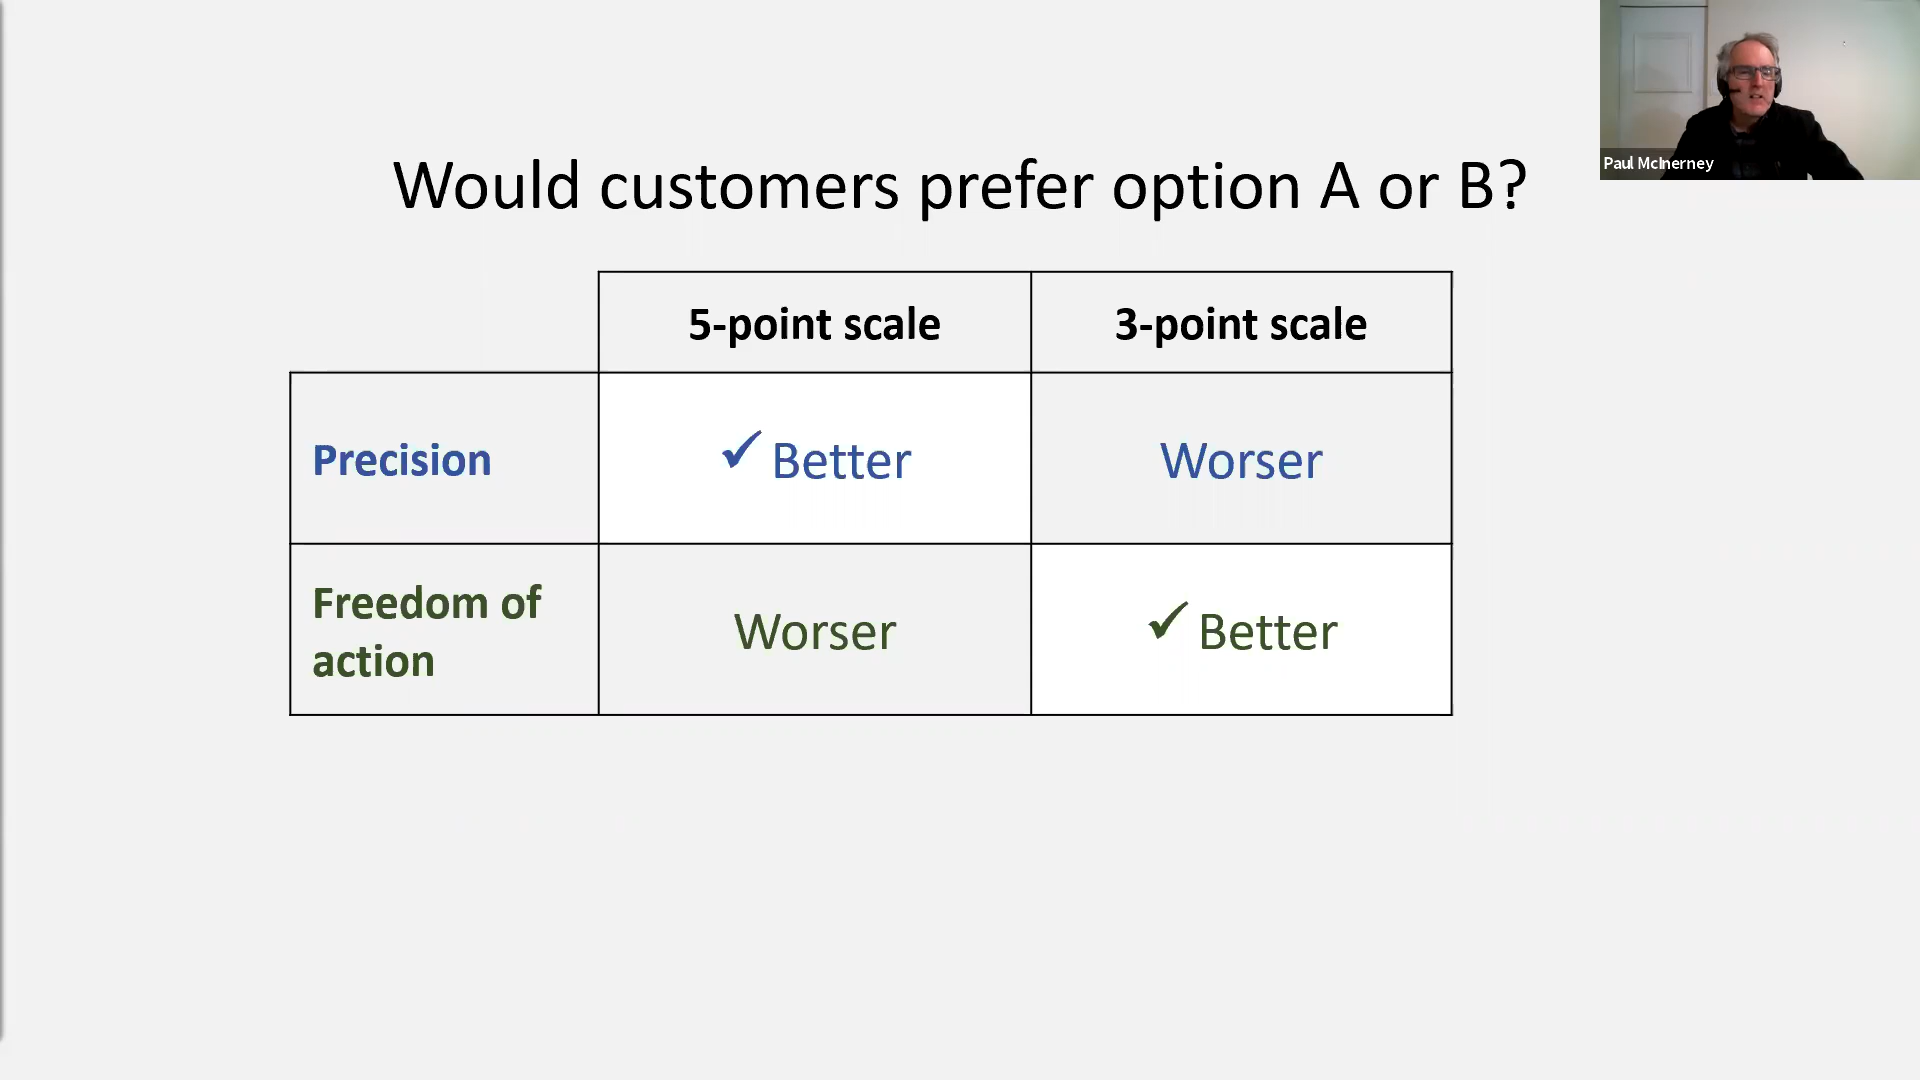 Paul McInerney
Would customers prefer option A or B?
5-point scale 3-point scale
Precision ✓ Better Worser
Freedom of
action Worser ✓ Better